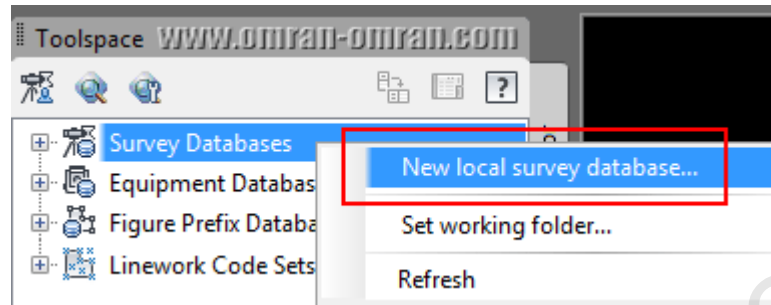 Toolspace www.omran-omran.com
?
Survey Databases
New local survey database...
Equipment Databas
Figure Prefix Databa
Set working folder...
Linework Code Sets
Refresh